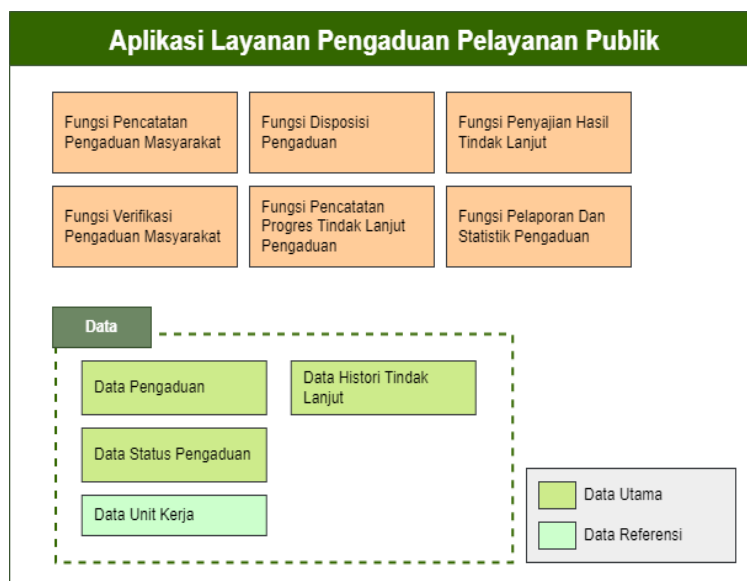 Aplikasi Layanan Pengaduan Pelayanan Publik
Fungsi Pencatatan
Pengaduan Masyarakat
Fungsi Disposisi
Pengaduan
Fungsi Penyajian Hasil
Tindak Lanjut
Fungsi Verifikasi
Pengaduan Masyarakat
Fungsi Pencatatan
Progres Tindak Lanjut
Pengaduan
Fungsi Pelaporan Dan
Statistik Pengaduan
Data
Data Pengaduan
Data Histori Tindak
Lanjut
Data Status Pengaduan
Data Unit Kerja
Data Utama
Data Referensi